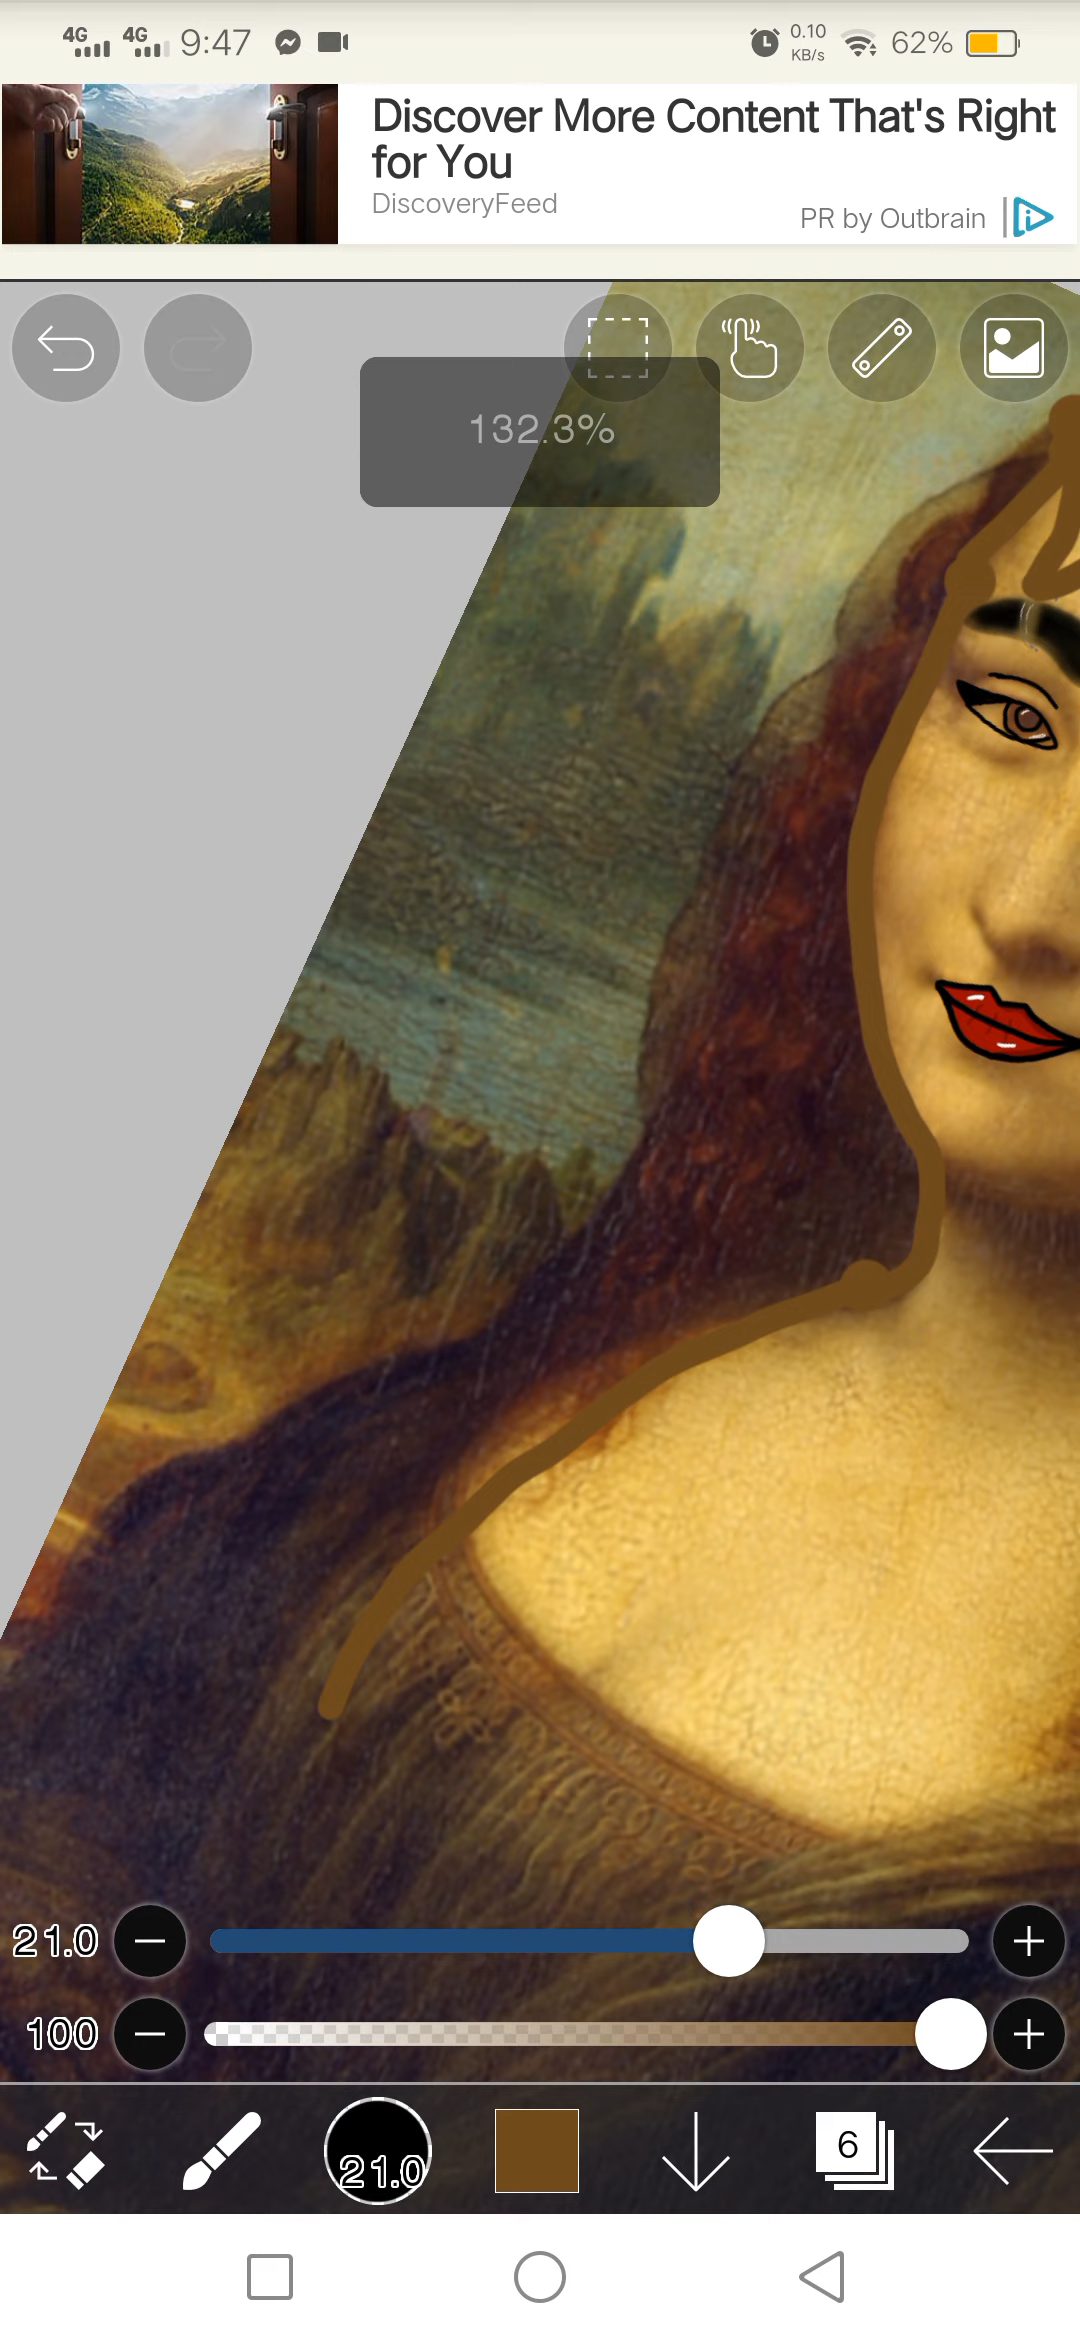 4G 4G 9:47 0.10 KB/s 62%
Discover More Content That's Right
for You
DiscoveryFeed
PR by Outbrain
132.3%
21.0
100
21.0
6